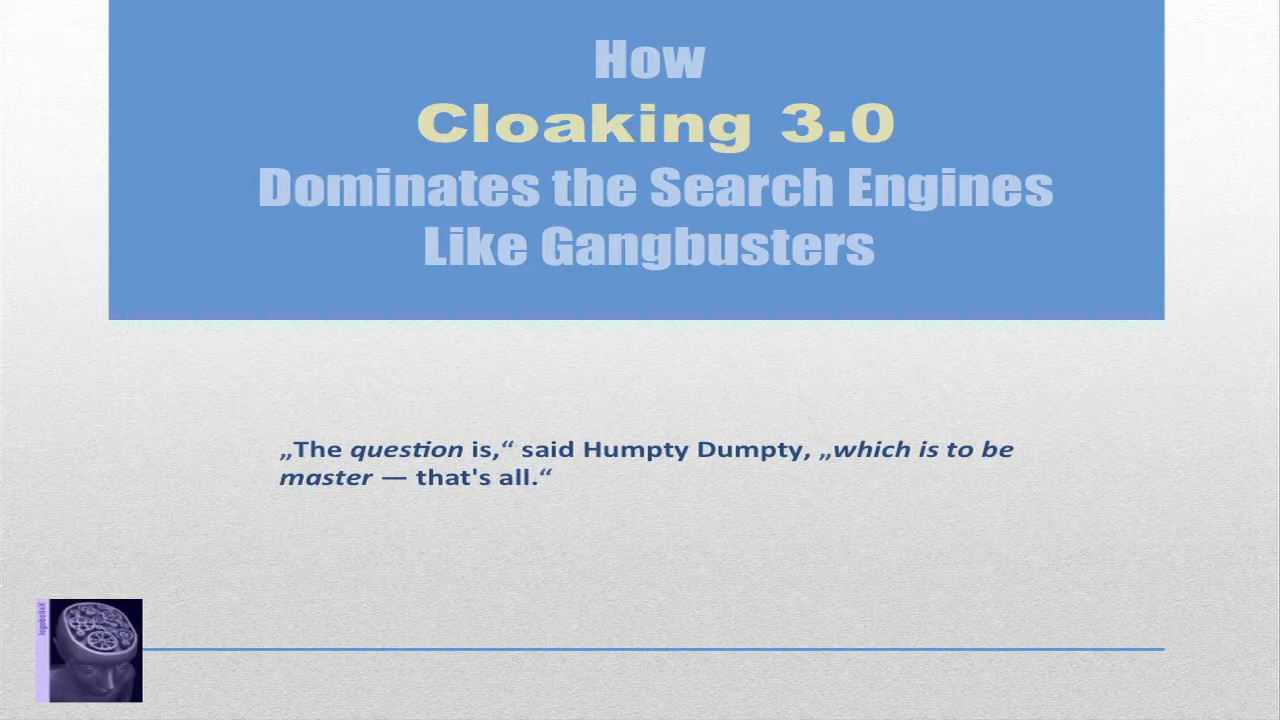 How
Cloaking 3.0
Dominates the Search Engines
Like Gangbusters
„The question is,“ said Humpty Dumpty, „which is to be
master — that's all.“